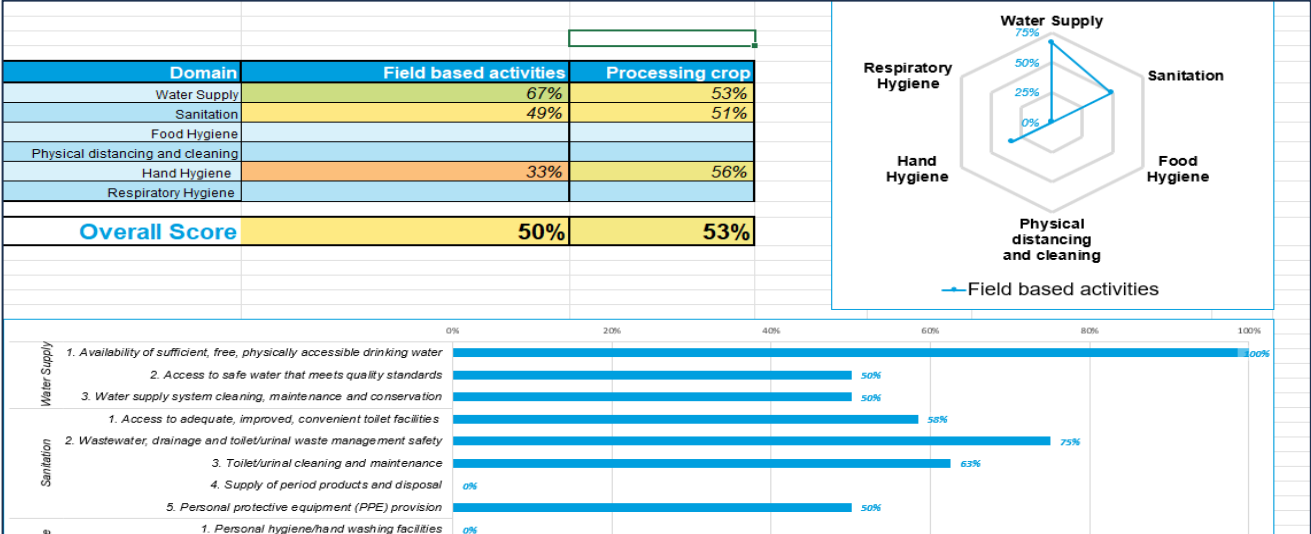 Domain Field based activities Processing crop
Water Supply 67% 53%
Sanitation 49% 51%
Food Hygiene
Physical distancing and cleaning
Hand Hygiene 33% 56%
Respiratory Hygiene
Overall Score 50% 53%
Water Supply
75%
50%
25%
0%
Sanitation
Food
Hygiene
Physical
distancing
and cleaning
Hand
Hygiene
Respiratory
Hygiene
Field based activities
0% 20% 40% 60% 80% 100%
Water Supply
1. Availability of sufficient, free, physically accessible drinking water 100%
2. Access to safe water that meets quality standards 50%
3. Water supply system cleaning, maintenance and conservation 50%
Sanitation
1. Access to adequate, improved, convenient toilet facilities 58%
2. Wastewater, drainage and toilet/urinal waste management safety 75%
3. Toilet/urinal cleaning and maintenance 63%
4. Supply of period products and disposal 0%
5. Personal protective equipment (PPE) provision 50%
1. Personal hygiene/hand washing facilities 0%